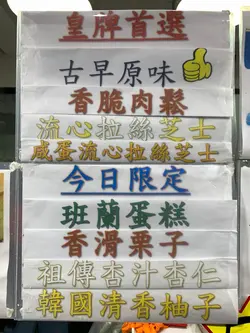 皇牌首選
古早原味
香脆肉鬆
流心拉絲芝士
咸蛋流心拉絲芝士
今日限定
班蘭蛋糕
香滑栗子
祖傳杏汁杏仁
韓國清香柚子